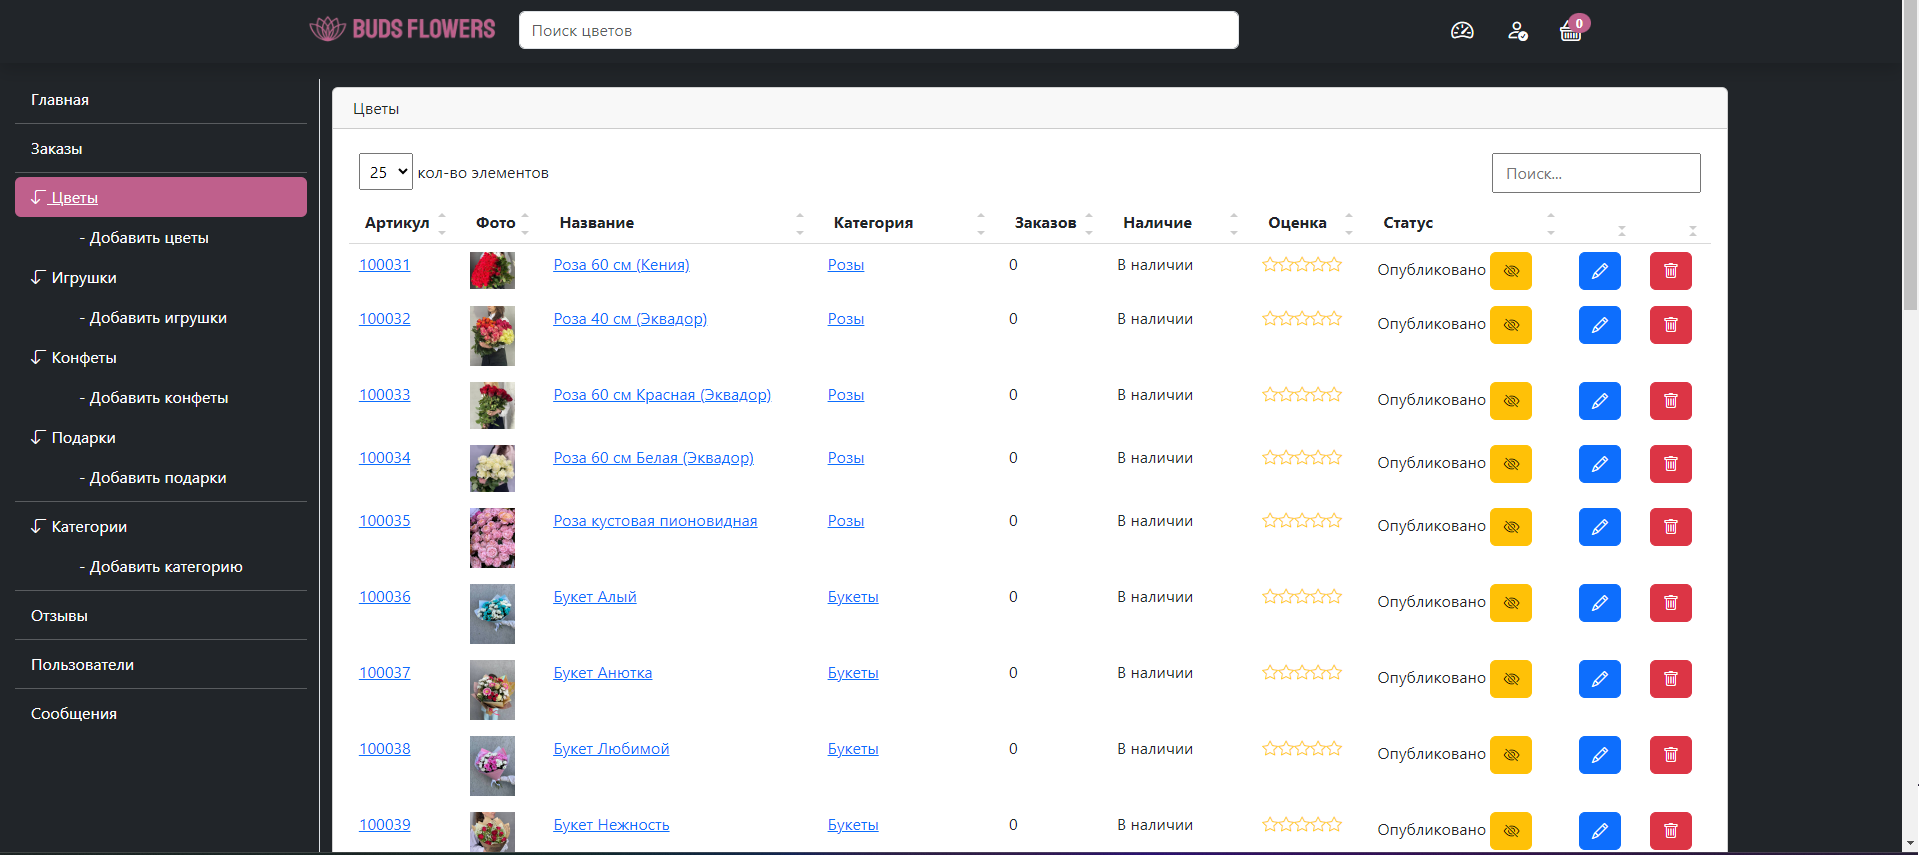 BUDS FLOWERS
Поиск цветов
0
Главная
Заказы
Цветы
- Добавить цветы
Игрушки
- Добавить игрушки
Конфеты
- Добавить конфеты
Подарки
- Добавить подарки
Категории
- Добавить категорию
Отзывы
Пользователи
Сообщения
Цветы
25 кол-во элементов
Поиск...
Артикул Фото Название Категория Заказов Наличие Оценка Статус
100031 Роза 60 см (Кения) Розы 0 В наличии Опубликовано
100032 Роза 40 см (Эквадор) Розы 0 В наличии Опубликовано
100033 Роза 60 см Красная (Эквадор) Розы 0 В наличии Опубликовано
100034 Роза 60 см Белая (Эквадор) Розы 0 В наличии Опубликовано
100035 Роза кустовая пионовидная Розы 0 В наличии Опубликовано
100036 Букет Алый Букеты 0 В наличии Опубликовано
100037 Букет Анютка Букеты 0 В наличии Опубликовано
100038 Букет Любимой Букеты 0 В наличии Опубликовано
100039 Букет Нежность Букеты 0 В наличии Опубликовано